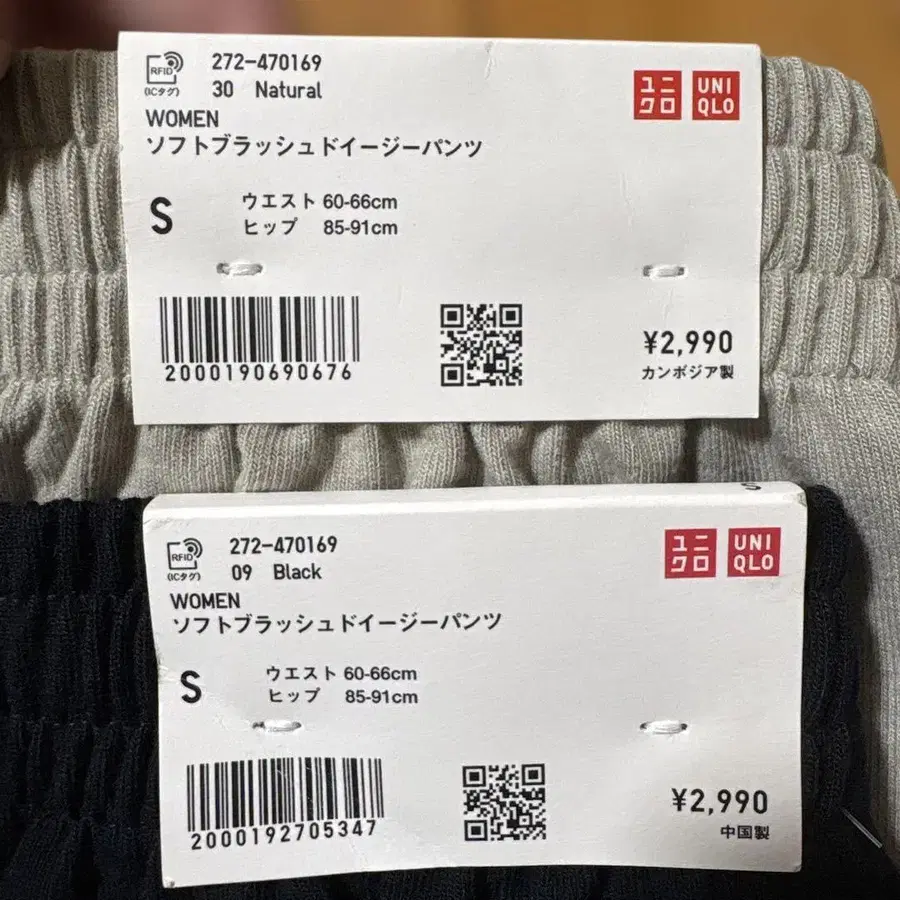 RFID
(ICタグ)
272-470169
30 Natural
ユニクロ
UNIQLO
WOMEN
ソフトブラッシュドイージーパンツ
S
ウエスト 60-66cm
ヒップ 85-91cm
2000190690676
¥2,990
カンボジア製
RFID
(ICタグ)
272-470169
09 Black
ユニクロ
UNIQLO
WOMEN
ソフトブラッシュドイージーパンツ
S
ウエスト 60-66cm
ヒップ 85-91cm
2000192705347
¥2,990
中国製